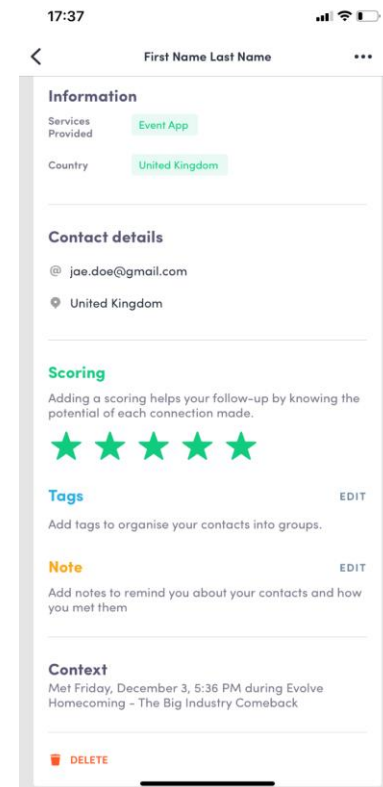 17:37
First Name Last Name
Information
Services
Provided
Event App
Country
United Kingdom
Contact details
@ jae.doe@gmail.com
United Kingdom
Scoring
Adding a scoring helps your follow-up by knowing the
potential of each connection made.
Tags
EDIT
Add tags to organise your contacts into groups.
Note
EDIT
Add notes to remind you about your contacts and how
you met them
Context
Met Friday, December 3, 5:36 PM during Evolve
Homecoming - The Big Industry Comeback
DELETE